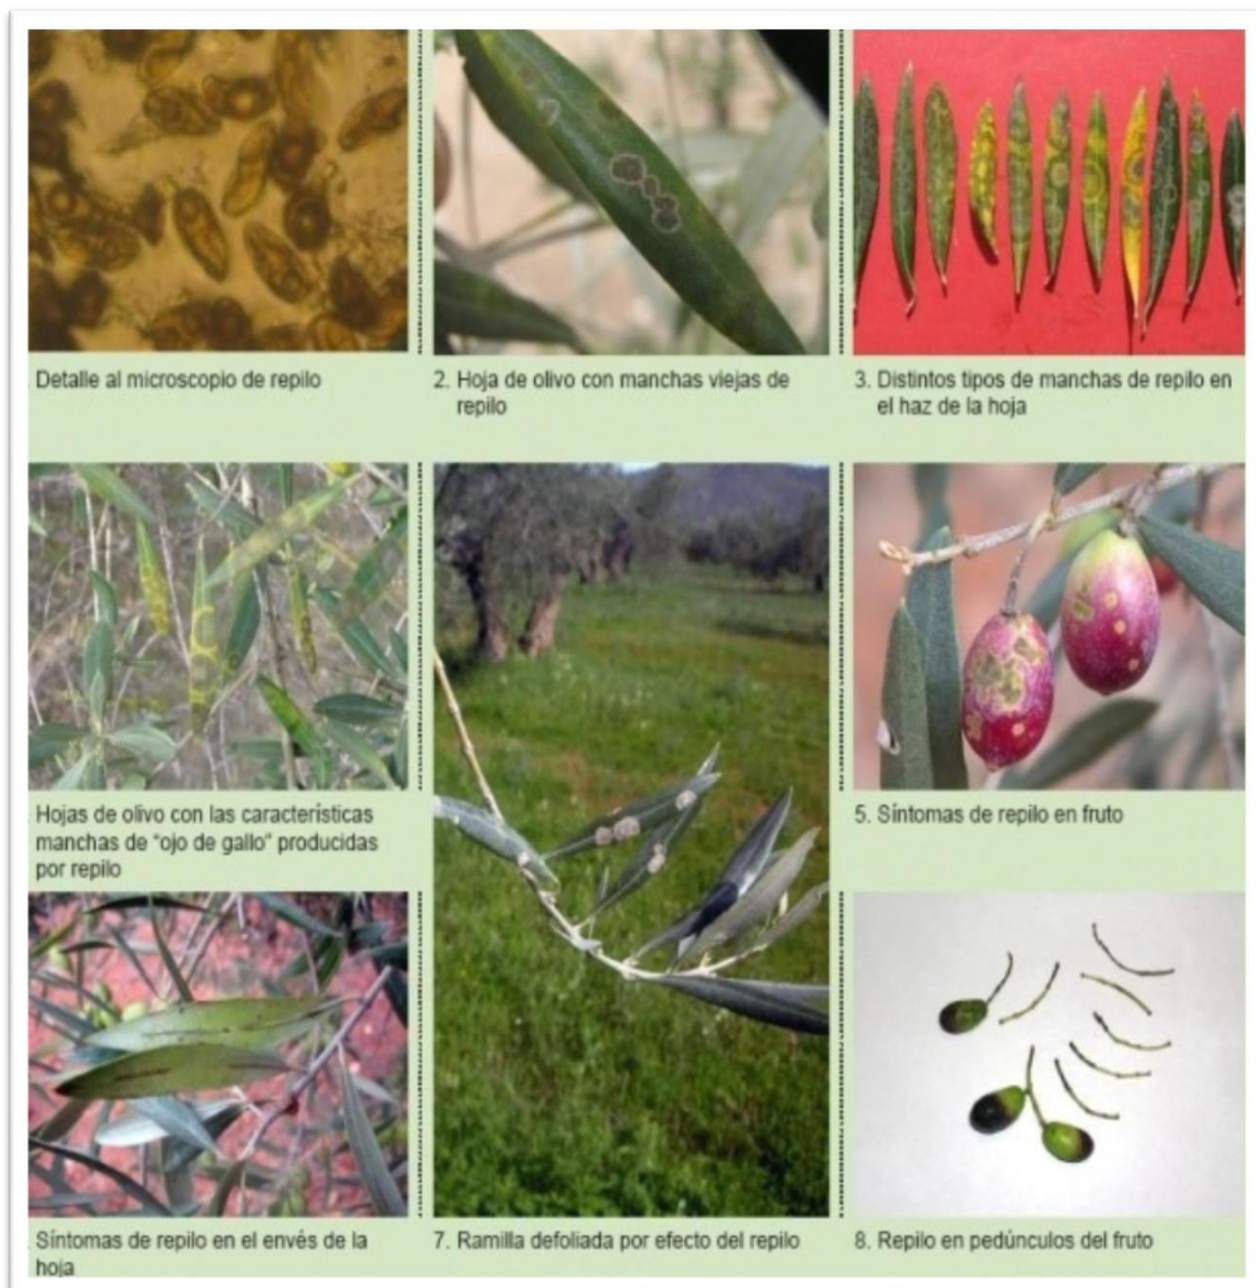 Detalle al microscopio de repilo
2. Hoja de olivo con manchas viejas de
repilo
3. Distintos tipos de manchas de repilo en
el haz de la hoja
Hojas de olivo con las características
manchas de "ojo de gallo" producidas
por repilo
5. Síntomas de repilo en fruto
Síntomas de repilo en el envés de la
hoja
7. Ramilla defoliada por efecto del repilo
8. Repilo en pedúnculos del fruto